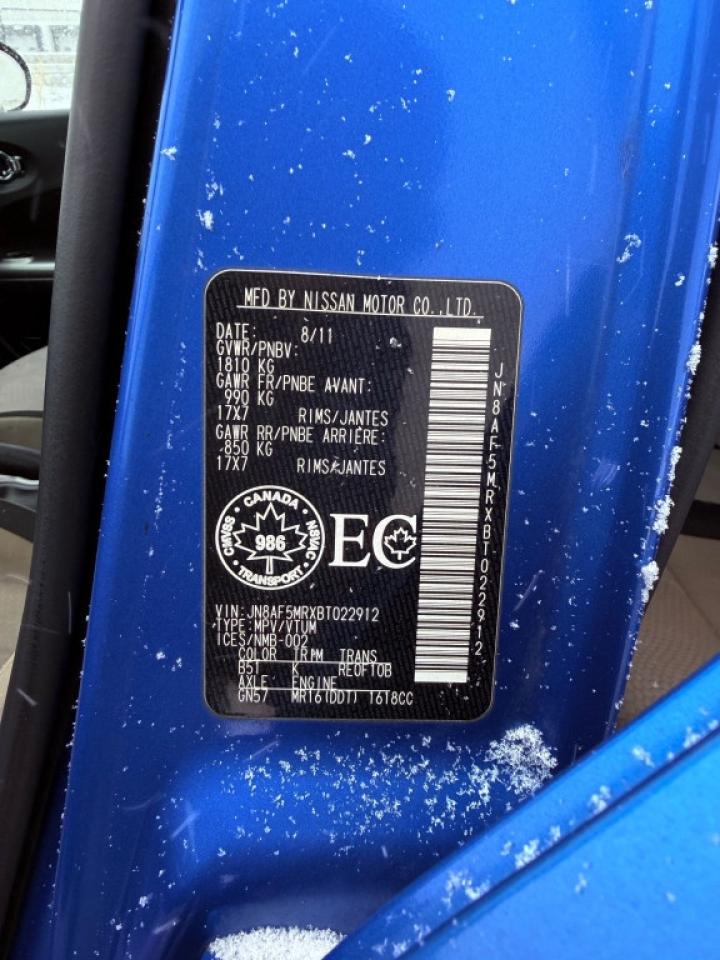 MFD BY NISSAN MOTOR CO.,LTD.
DATE: 8/11
GVWR/PNBV:
1810 KG
GAWR FR/PNBE AVANT:
990 KG
17X7 RIMS/JANTES
GAWR RR/PNBE ARRIÈRE:
850 KG
17X7 RIMS/JANTES
CANADA
CMVSS 986 NSVAC
TRANSPORT
EC
VIN:JN8AF5MRXBT022912
TYPE:MPV/VTUM
ICES/NMB-002
COLOR TRIM TRANS
B51 K RE0F10B
AXLE ENGINE
GN57 MR16(DDT) 16T8CC
JN8AF5MRXBT022912